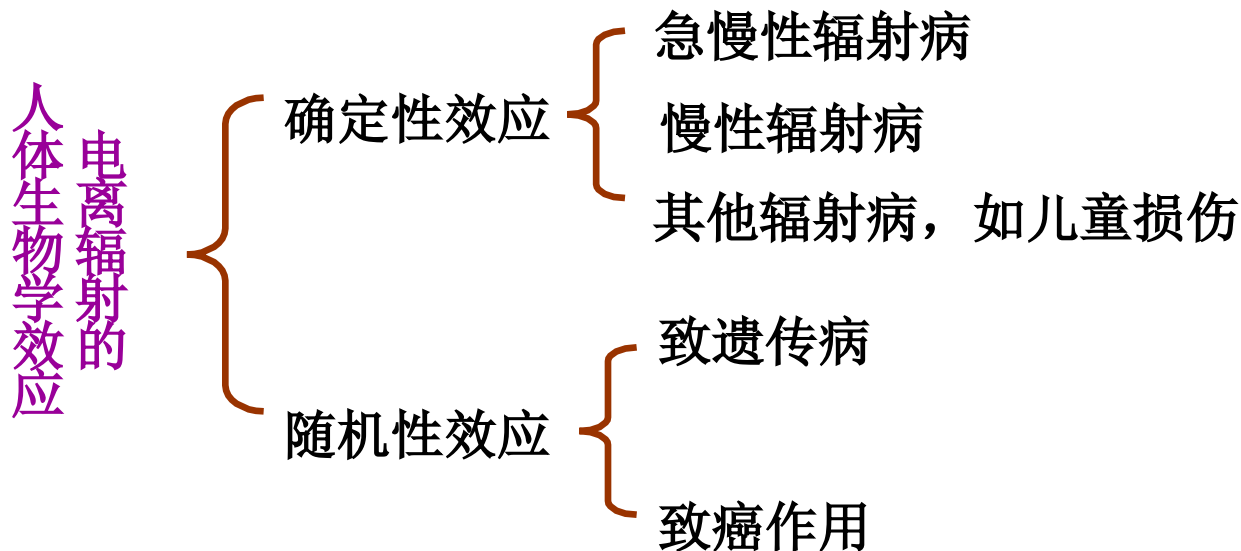 电离辐射的
人体生物学效应
确定性效应
急慢性辐射病
慢性辐射病
其他辐射病，如儿童损伤
随机性效应
致遗传病
致癌作用